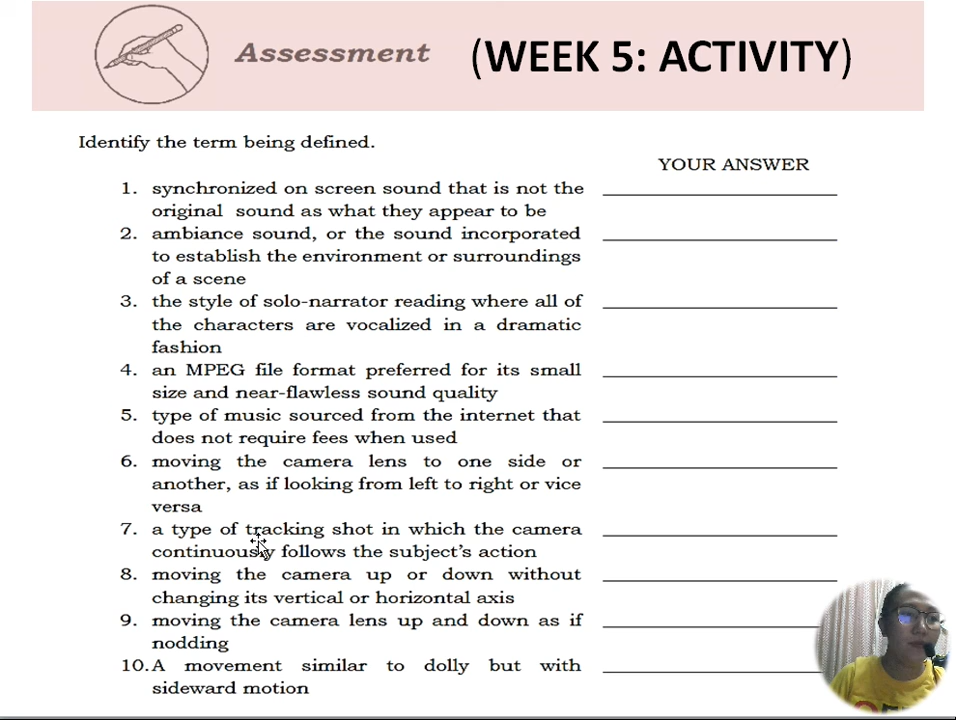 Assessment (WEEK 5: ACTIVITY)
Identify the term being defined.
YOUR ANSWER
1. synchronized on screen sound that is not the
original sound as what they appear to be
2. ambiance sound, or the sound incorporated
to establish the environment or surroundings
of a scene
3. the style of solo-narrator reading where all of
the characters are vocalized in a dramatic
fashion
4. an MPEG file format preferred for its small
size and near-flawless sound quality
5. type of music sourced from the internet that
does not require fees when used
6. moving the camera lens to one side or
another, as if looking from left to right or vice
versa
7. a type of tracking shot in which the camera
continuously follows the subject's action
8. moving the camera up or down without
changing its vertical or horizontal axis
9. moving the camera lens up and down as if
nodding
10. A movement similar to dolly but with
sideward motion